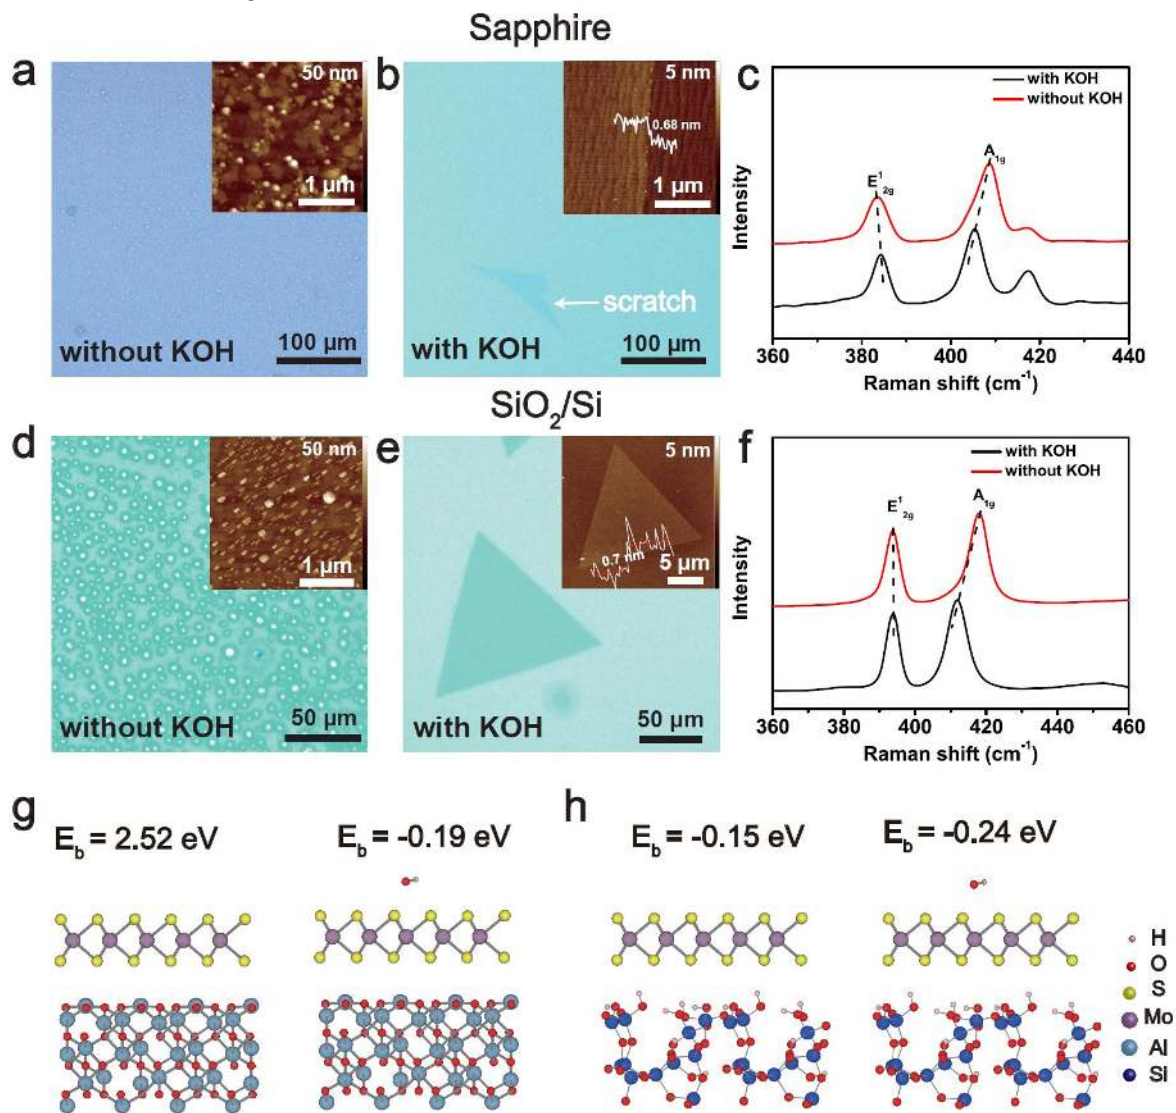 Sapphire
a
50 nm
1 µm
without KOH
100 µm
b
5 nm
0.68 nm
1 µm
scratch
with KOH
100 µm
c
with KOH
without KOH
E¹₂g
A₁g
Intensity
360 380 400 420 440
Raman shift (cm⁻¹)
SiO₂/Si
d
50 nm
1 µm
without KOH
50 µm
e
5 nm
0.7 nm
5 µm
with KOH
50 µm
f
with KOH
without KOH
E¹₂g
A₁g
Intensity
360 380 400 420 440 460
Raman shift (cm⁻¹)
g
E_b = 2.52 eV
E_b = -0.19 eV
h
E_b = -0.15 eV
E_b = -0.24 eV
H
O
S
Mo
Al
Si